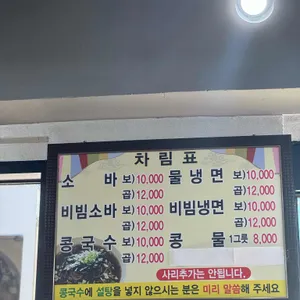 차림표
소 바 보)10,000 물냉면 보)10,000
곱)12,000 곱)12,000
비빔소바 보)10,000 비빔냉면 보)10,000
곱)12,000 곱)12,000
콩국수 보)10,000 콩 물 1그릇 8,000
곱)12,000
사리추가는 안됩니다.
콩국수에 설탕을 넣지 않으시는 분은 미리 말씀해 주세요